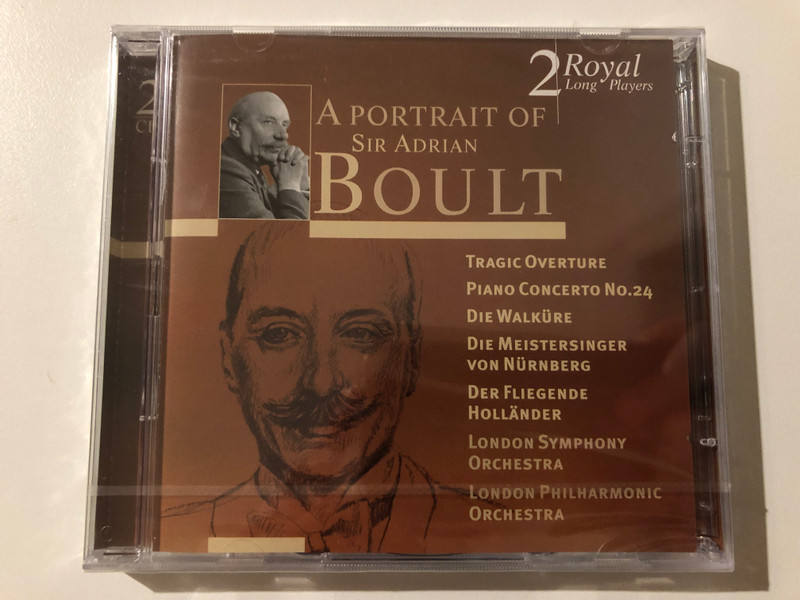 2 Royal
Long Players
2
A PORTRAIT OF
SIR ADRIAN
BOULT
TRAGIC OVERTURE
PIANO CONCERTO NO.24
DIE WALKÜRE
DIE MEISTERSINGER
VON NÜRNBERG
DER FLIEGENDE
HOLLÄNDER
LONDON SYMPHONY
ORCHESTRA
LONDON PHILHARMONIC
ORCHESTRA